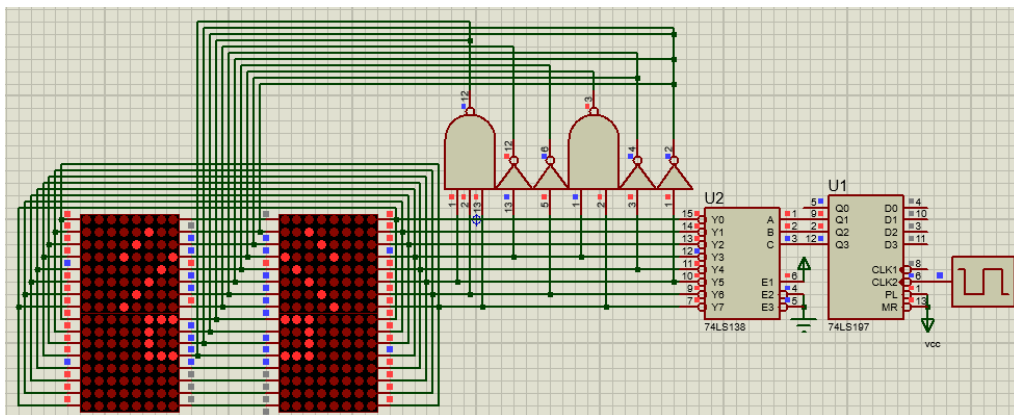 12 3
12 6 4 2
1 2 13 13 5 1 2 3 1
U2
15 Y0 A 1
14 Y1 B 2
13 Y2 C 3
12 Y3
11 Y4
10 Y5 E1 6
9 Y6 E2 4
7 Y7 E3 5
74LS138
U1
5 Q0 D0 4
9 Q1 D1 10
2 Q2 D2 3
12 Q3 D3 11
CLK1 8
CLK2 6
PL 1
MR 13
74LS197
vcc